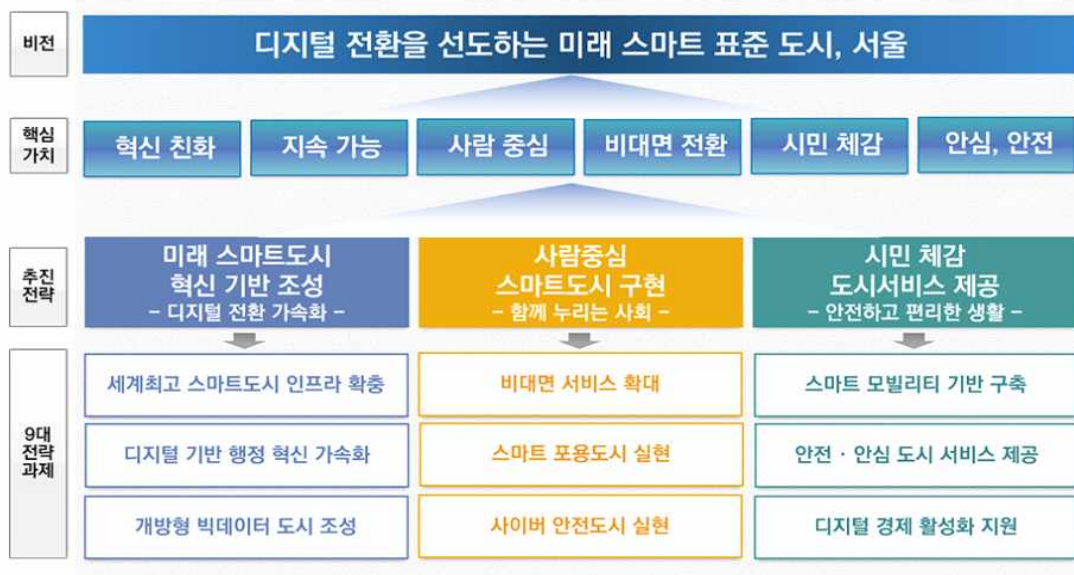 비전
디지털 전환을 선도하는 미래 스마트 표준 도시, 서울
핵심
가치
혁신 친화
지속 가능
사람 중심
비대면 전환
시민 체감
안심, 안전
추진
전략
미래 스마트도시
혁신 기반 조성
– 디지털 전환 가속화 –
사람중심
스마트도시 구현
– 함께 누리는 사회 –
시민 체감
도시서비스 제공
– 안전하고 편리한 생활 –
9대
전략
과제
세계최고 스마트도시 인프라 확충
비대면 서비스 확대
스마트 모빌리티 기반 구축
디지털 기반 행정 혁신 가속화
스마트 포용도시 실현
안전 · 안심 도시 서비스 제공
개방형 빅데이터 도시 조성
사이버 안전도시 실현
디지털 경제 활성화 지원